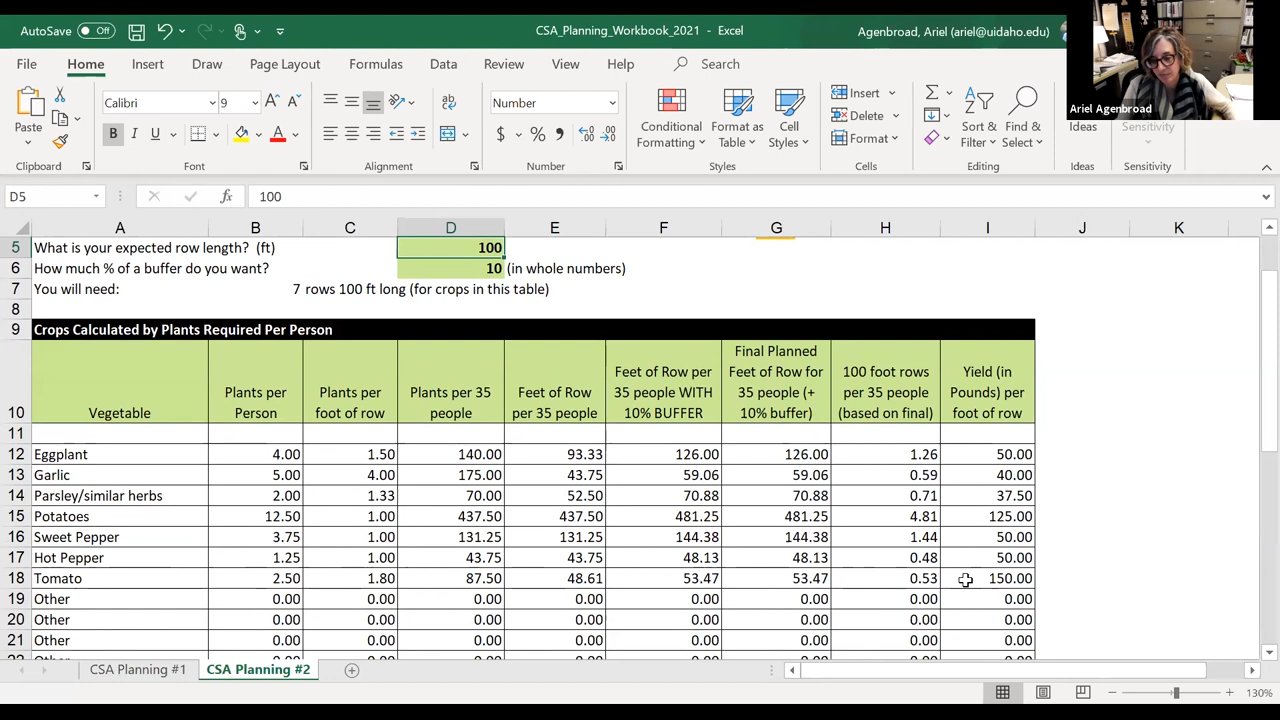 AutoSave Off
CSA_Planning_Workbook_2021 - Excel
Agenbroad, Ariel (ariel@uidaho.edu)
Ariel Agenbroad
File Home Insert Draw Page Layout Formulas Data Review View Help Search
Paste
Clipboard
Calibri 9
B I U
Font
Alignment
Number
$ % ,
Number
Conditional Formatting
Format as Table
Cell Styles
Styles
Insert
Delete
Format
Cells
Sort & Filter
Find & Select
Editing
Ideas
Ideas
Sensitivity
Sensitivity
D5 fx 100
A B C D E F G H I J K
5 What is your expected row length? (ft) 100
6 How much % of a buffer do you want? 10 (in whole numbers)
7 You will need: 7 rows 100 ft long (for crops in this table)
8
9 Crops Calculated by Plants Required Per Person
10 Vegetable Plants per Person Plants per foot of row Plants per 35 people Feet of Row per 35 people Feet of Row per 35 people WITH 10% BUFFER Final Planned Feet of Row for 35 people (+ 10% buffer) 100 foot rows per 35 people (based on final) Yield (in Pounds) per foot of row
11
12 Eggplant 4.00 1.50 140.00 93.33 126.00 126.00 1.26 50.00
13 Garlic 5.00 4.00 175.00 43.75 59.06 59.06 0.59 40.00
14 Parsley/similar herbs 2.00 1.33 70.00 52.50 70.88 70.88 0.71 37.50
15 Potatoes 12.50 1.00 437.50 437.50 481.25 481.25 4.81 125.00
16 Sweet Pepper 3.75 1.00 131.25 131.25 144.38 144.38 1.44 50.00
17 Hot Pepper 1.25 1.00 43.75 43.75 48.13 48.13 0.48 50.00
18 Tomato 2.50 1.80 87.50 48.61 53.47 53.47 0.53 150.00
19 Other 0.00 0.00 0.00 0.00 0.00 0.00 0.00 0.00
20 Other 0.00 0.00 0.00 0.00 0.00 0.00 0.00 0.00
21 Other 0.00 0.00 0.00 0.00 0.00 0.00 0.00 0.00
CSA Planning #1 CSA Planning #2
130%